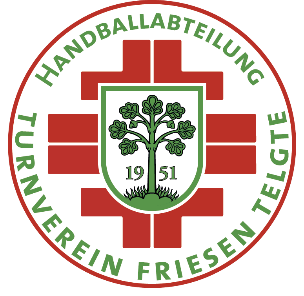 HANDBALLABTEILUNG
19 51
TURNVEREIN FRIESEN TELGTE